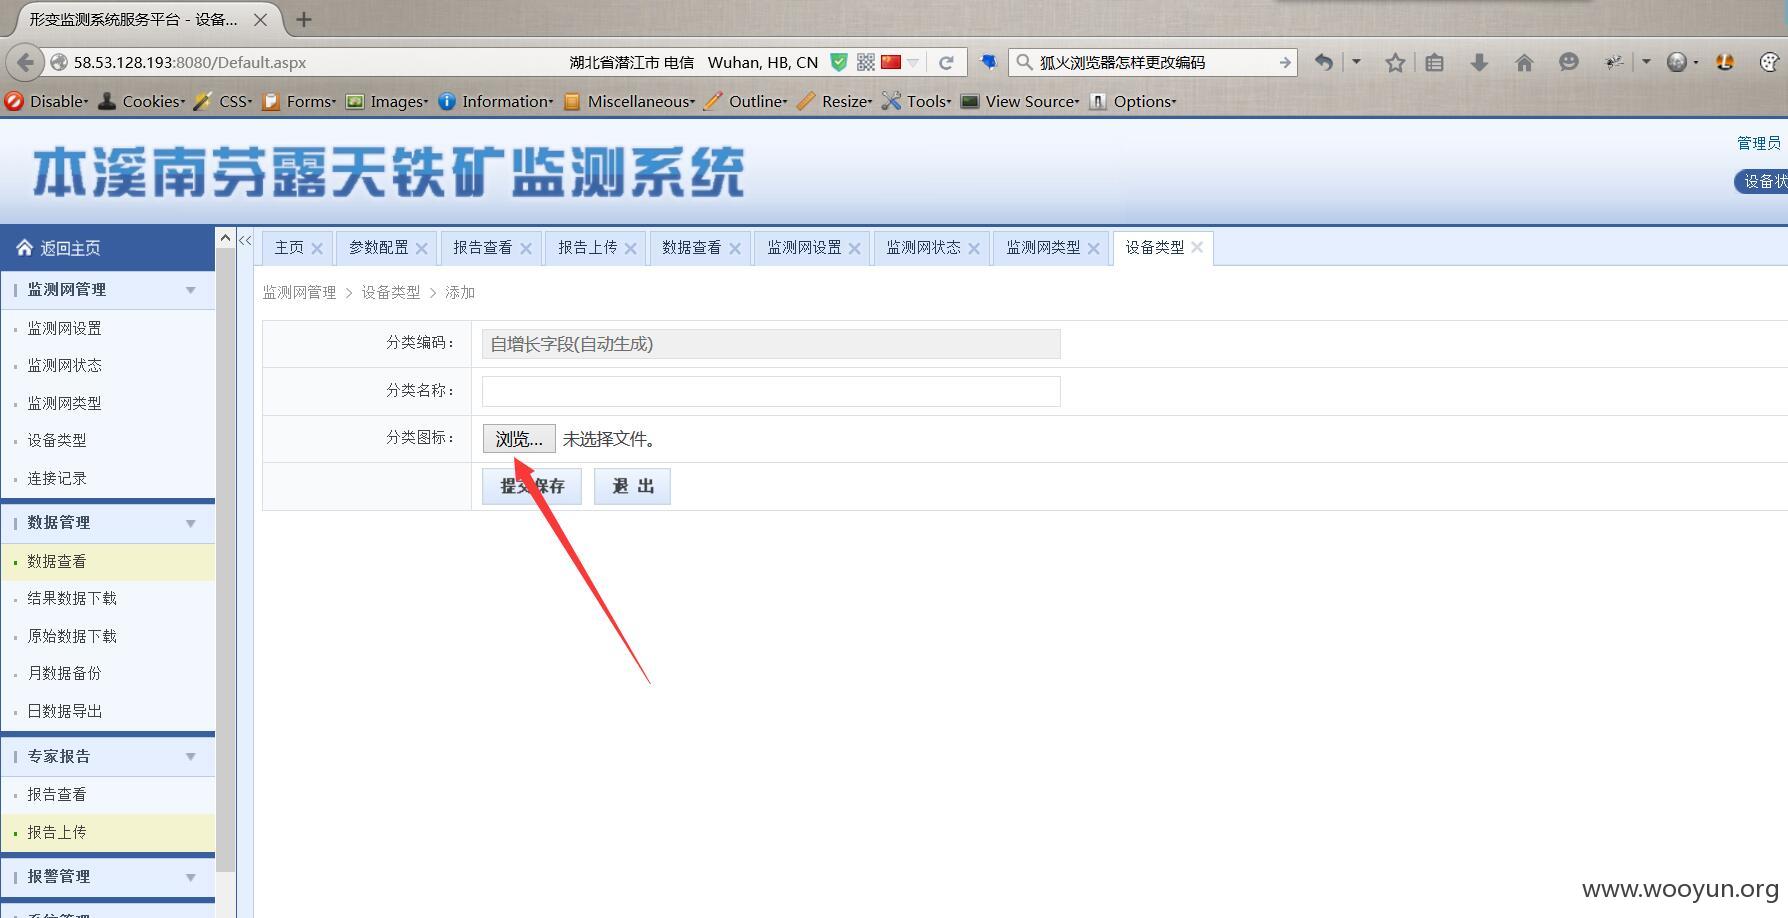 形变监测系统服务平台 - 设备...
58.53.128.193:8080/Default.aspx
湖北省潜江市 电信 Wuhan, HB, CN
狐火浏览器怎样更改编码
Disable Cookies CSS Forms Images Information Miscellaneous Outline Resize Tools View Source Options
本溪南芬露天铁矿监测系统
管理员
设备状
返回主页
监测网管理
监测网设置
监测网状态
监测网类型
设备类型
连接记录
数据管理
数据查看
结果数据下载
原始数据下载
月数据备份
日数据导出
专家报告
报告查看
报告上传
报警管理
主页 参数配置 报告查看 报告上传 数据查看 监测网设置 监测网状态 监测网类型 设备类型
监测网管理 > 设备类型 > 添加
分类编码：
自增长字段(自动生成)
分类名称：
分类图标：
浏览... 未选择文件。
提交保存 退 出
www.wooyun.org